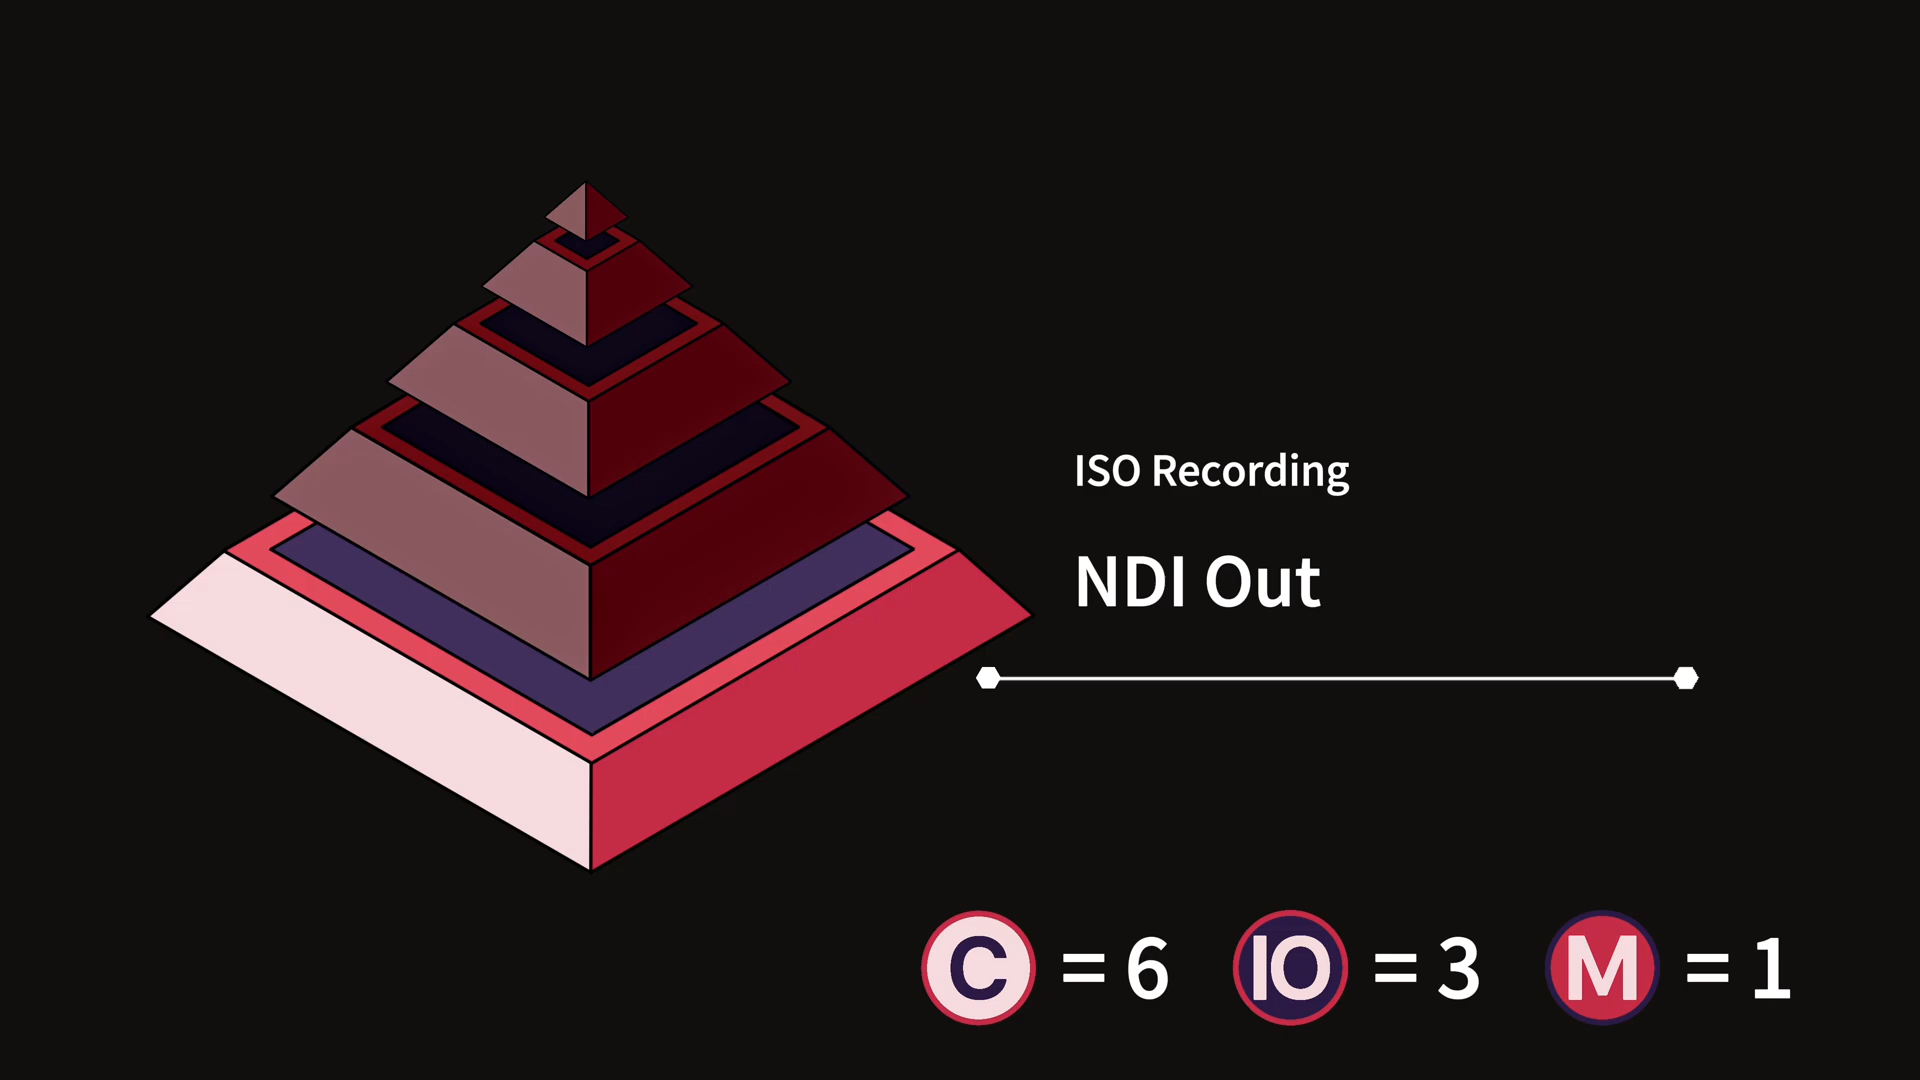 ISO Recording
NDI Out
C = 6 IO = 3 M = 1